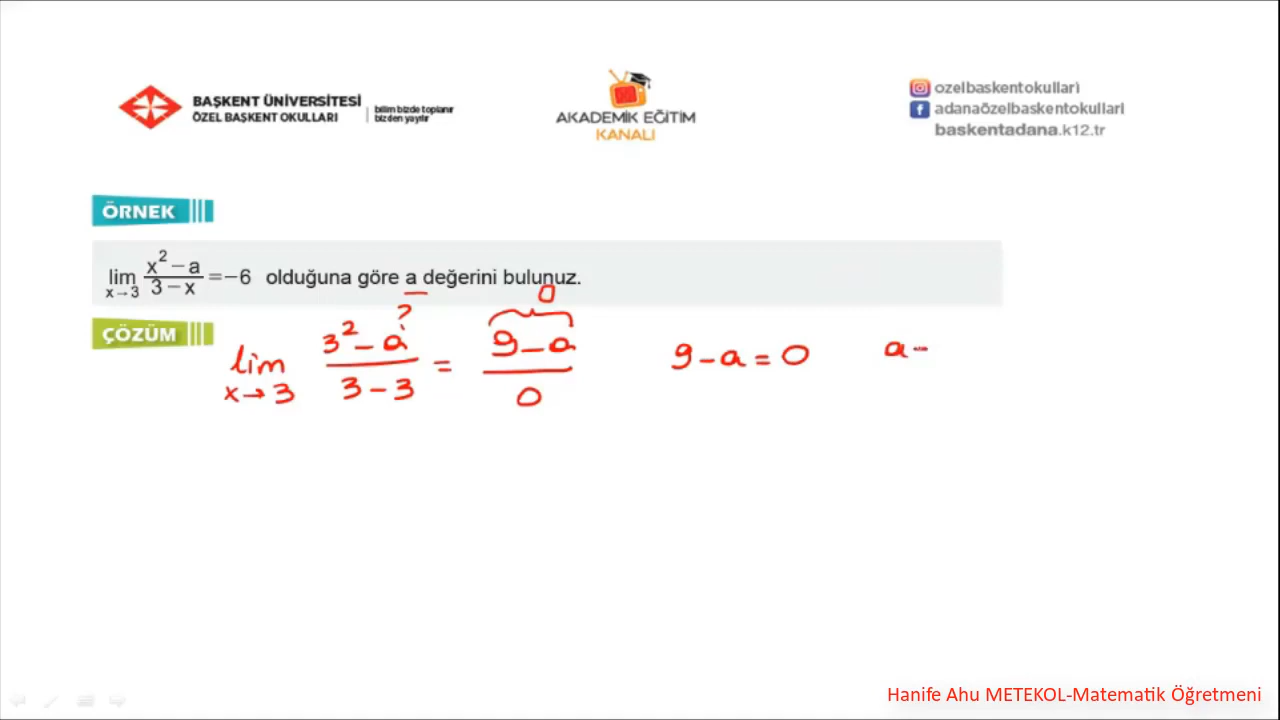 BAŞKENT ÜNİVERSİTESİ
ÖZEL BAŞKENT OKULLARI
bilim bizde toplanır
bizden yayılır
AKADEMİK EĞİTİM
KANALI
ozelbaskentokullari
adanaözelbaskentokullari
baskentadana.k12.tr
ÖRNEK
lim x→3 (x² − a)/(3 − x) = −6 olduğuna göre a değerini bulunuz.
ÇÖZÜM
lim x→3 (3² − a)/(3 − 3) = (9 − a)/0 9 − a = 0 a =
?
0
Hanife Ahu METEKOL-Matematik Öğretmeni